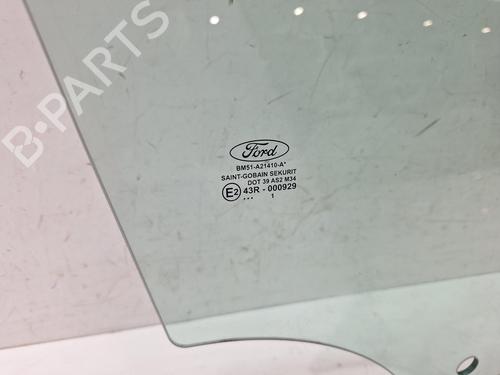 B-PARTS
Ford
BM51-A21410-A*
SAINT-GOBAIN SEKURIT
DOT 39 AS2 M34
E2 43R - 000929
... 1